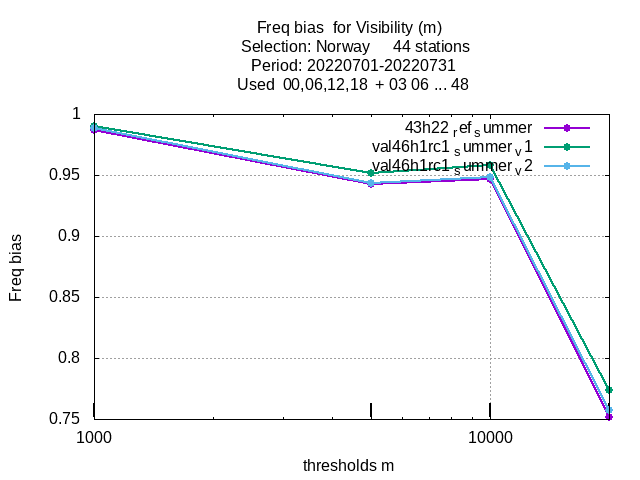 Freq bias  for Visibility (m)
Selection: Norway     44 stations
Period: 20220701-20220731
Used  00,06,12,18  + 03 06 ... 48
1
0.95
0.9
0.85
0.8
0.75
Freq bias
43h22 ref summer
val46h1rc1 summer v1
val46h1rc1 summer v2
1000
10000
thresholds m